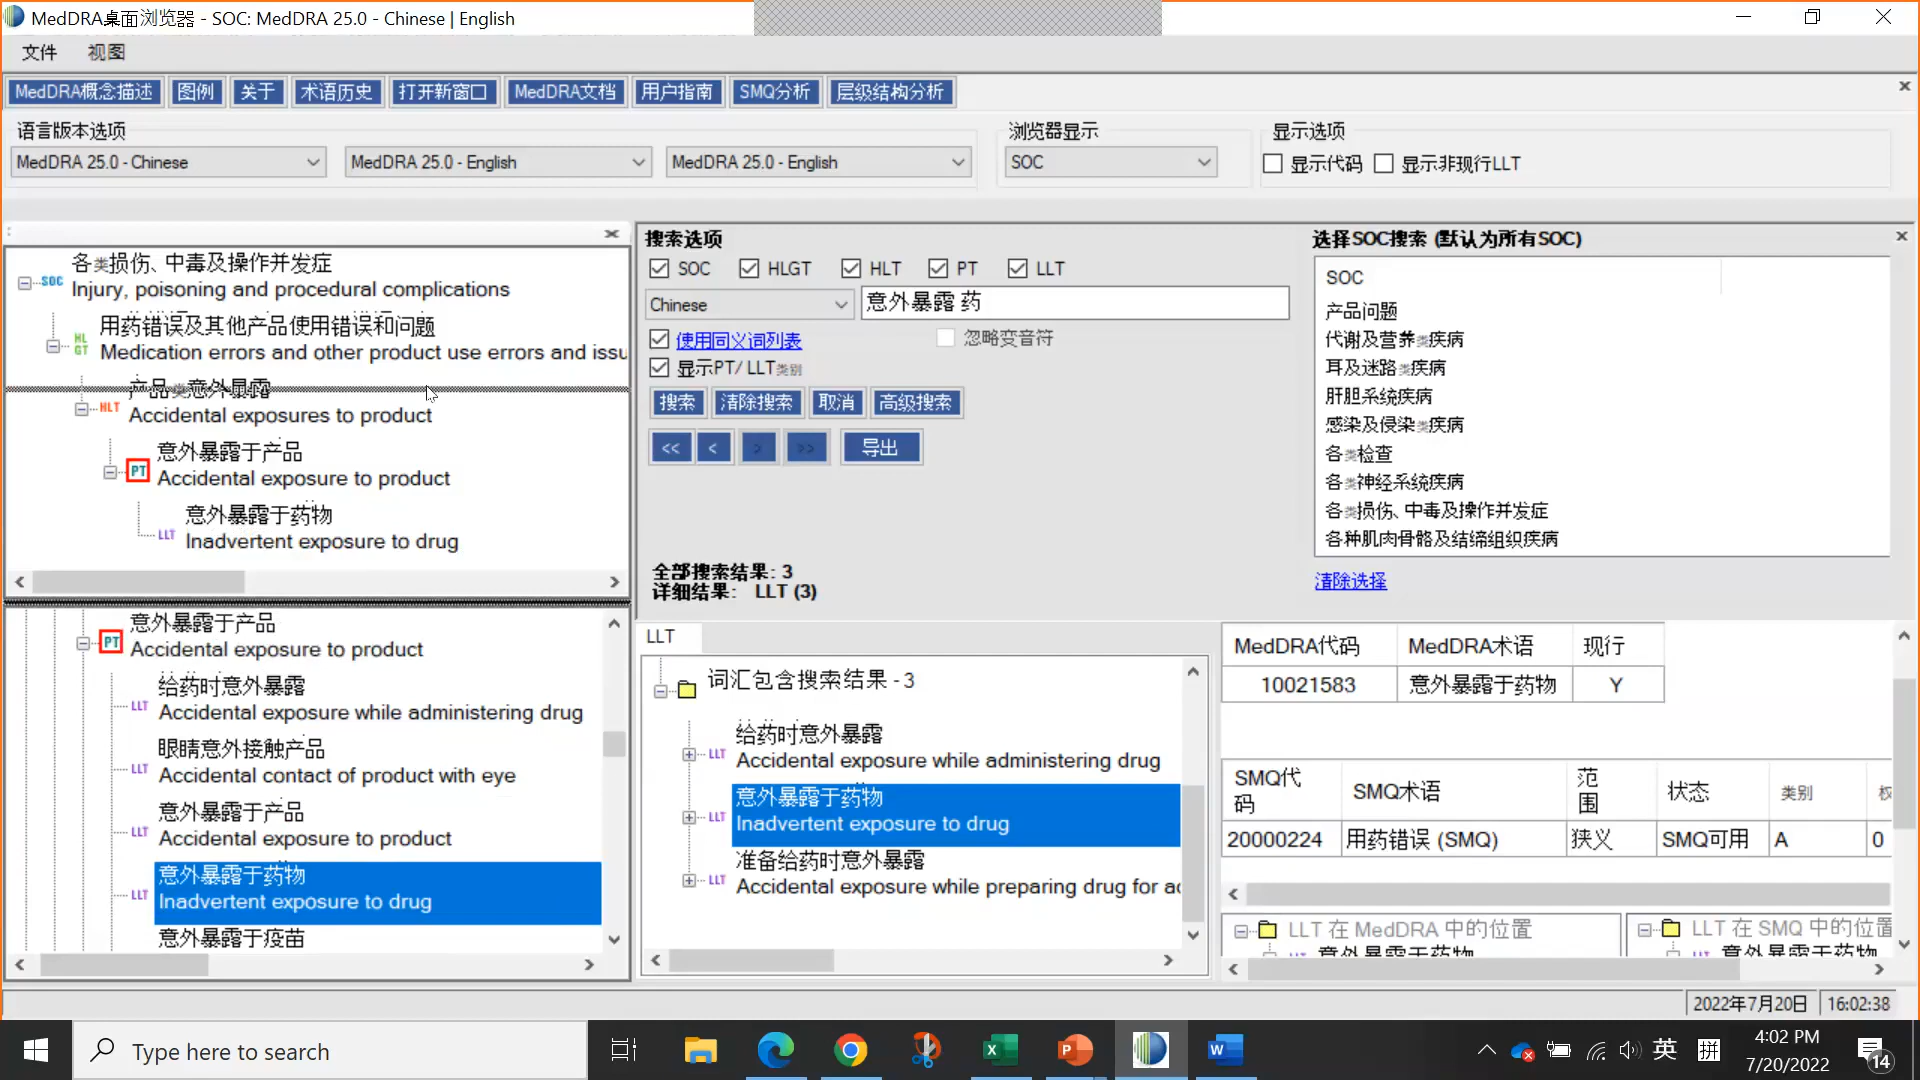 MedDRA桌面浏览器 - SOC: MedDRA 25.0 - Chinese | English
文件 视图
MedDRA概念描述 图例 关于 术语历史 打开新窗口 MedDRA文档 用户指南 SMQ分析 层级结构分析
语言版本选项 浏览器显示 显示选项
MedDRA 25.0 - Chinese MedDRA 25.0 - English MedDRA 25.0 - English SOC 显示代码 显示非现行LLT
SOC 各类损伤、中毒及操作并发症
Injury, poisoning and procedural complications
HLGT 用药错误及其他产品使用错误和问题
Medication errors and other product use errors and issu
产品类意外暴露
HLT Accidental exposures to product
意外暴露于产品
PT Accidental exposure to product
意外暴露于药物
LLT Inadvertent exposure to drug
意外暴露于产品
PT Accidental exposure to product
给药时意外暴露
LLT Accidental exposure while administering drug
眼睛意外接触产品
LLT Accidental contact of product with eye
意外暴露于产品
LLT Accidental exposure to product
意外暴露于药物
LLT Inadvertent exposure to drug
意外暴露于疫苗
搜索选项
SOC HLGT HLT PT LLT
Chinese 意外暴露 药
使用同义词列表 忽略变音符
显示PT/ LLT类别
搜索 清除搜索 取消 高级搜索
<< < > >> 导出
全部搜索结果: 3
详细结果: LLT (3)
选择SOC搜索 (默认为所有SOC)
SOC
产品问题
代谢及营养类疾病
耳及迷路类疾病
肝胆系统疾病
感染及侵染类疾病
各类检查
各类神经系统疾病
各类损伤、中毒及操作并发症
各种肌肉骨骼及结缔组织疾病
清除选择
LLT
词汇包含搜索结果 - 3
给药时意外暴露
LLT Accidental exposure while administering drug
意外暴露于药物
LLT Inadvertent exposure to drug
准备给药时意外暴露
LLT Accidental exposure while preparing drug for ac
MedDRA代码 MedDRA术语 现行
10021583 意外暴露于药物 Y
SMQ代码 SMQ术语 范围 状态 类别 权
20000224 用药错误 (SMQ) 狭义 SMQ可用 A 0
LLT 在 MedDRA 中的位置 LLT 在 SMQ 中的位置
意外暴露于药物 意外暴露于药物
2022年7月20日 16:02:38
Type here to search
英 拼 4:02 PM
7/20/2022
14